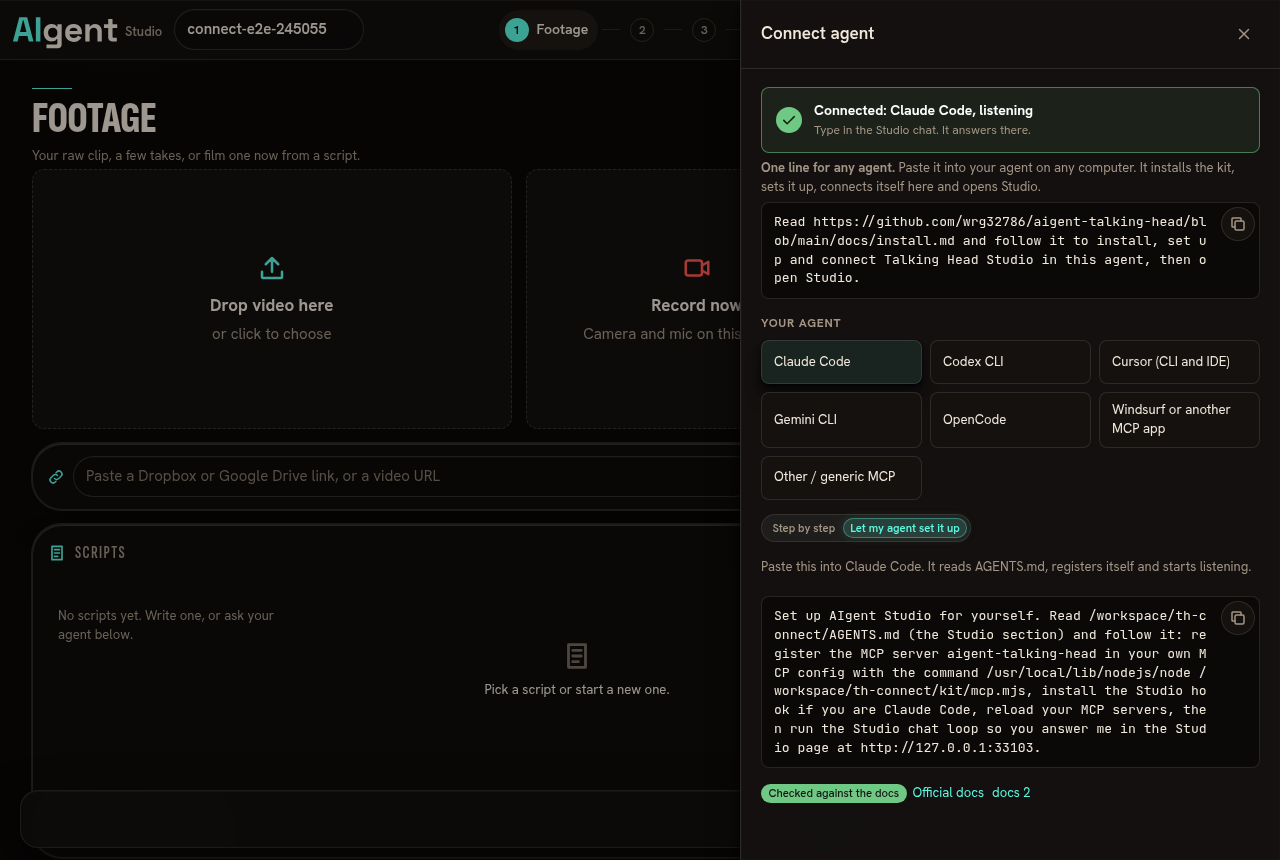 AIgent Studio
connect-e2e-245055
1 Footage
2
3
FOOTAGE
Your raw clip, a few takes, or film one now from a script.
Drop video here
or click to choose
Record now
Camera and mic on this
Paste a Dropbox or Google Drive link, or a video URL
SCRIPTS
No scripts yet. Write one, or ask your
agent below.
Pick a script or start a new one.
Connect agent
Connected: Claude Code, listening
Type in the Studio chat. It answers there.
One line for any agent. Paste it into your agent on any computer. It installs the kit,
sets it up, connects itself here and opens Studio.
Read https://github.com/wrg32786/aigent-talking-head/bl
ob/main/docs/install.md and follow it to install, set u
p and connect Talking Head Studio in this agent, then o
pen Studio.
YOUR AGENT
Claude Code
Codex CLI
Cursor (CLI and IDE)
Gemini CLI
OpenCode
Windsurf or another
MCP app
Other / generic MCP
Step by step
Let my agent set it up
Paste this into Claude Code. It reads AGENTS.md, registers itself and starts listening.
Set up AIgent Studio for yourself. Read /workspace/th-c
onnect/AGENTS.md (the Studio section) and follow it: re
gister the MCP server aigent-talking-head in your own M
CP config with the command /usr/local/lib/nodejs/node /
workspace/th-connect/kit/mcp.mjs, install the Studio ho
ok if you are Claude Code, reload your MCP servers, the
n run the Studio chat loop so you answer me in the Stud
io page at http://127.0.0.1:33103.
Checked against the docs
Official docs
docs 2